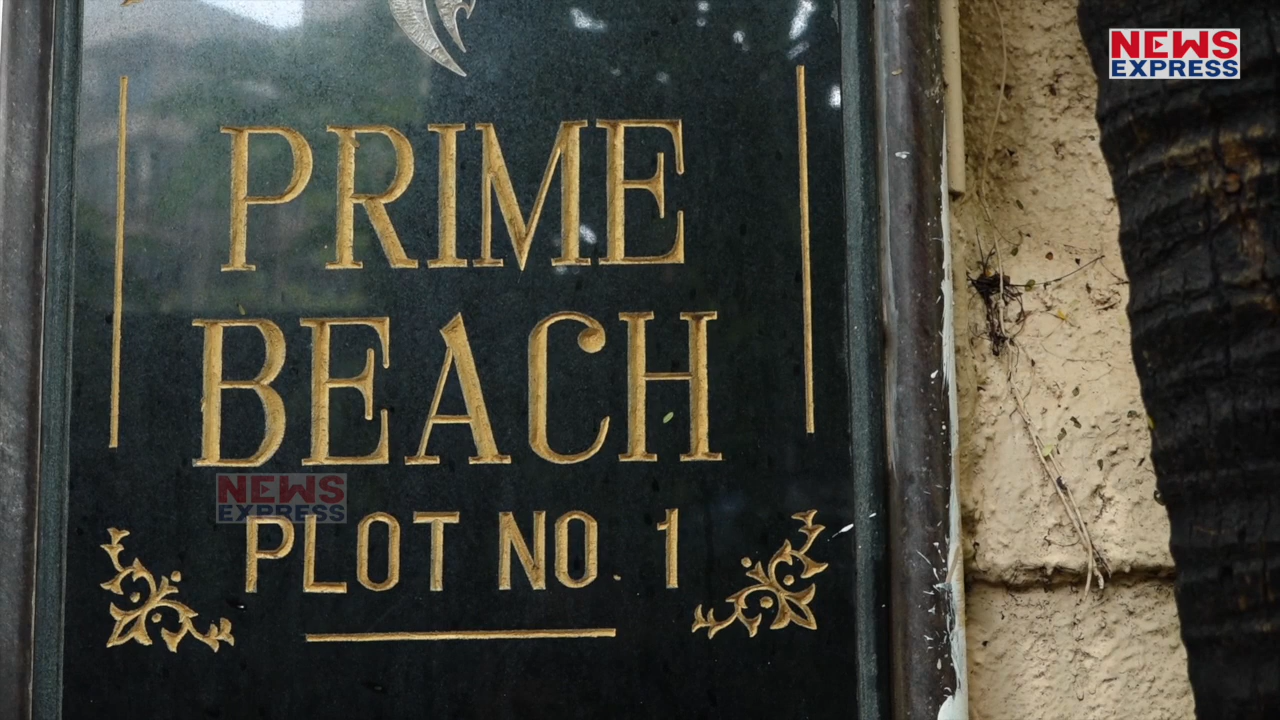 NEWS
EXPRESS
PRIME
BEACH
NEWS
EXPRESS
PLOT NO. 1